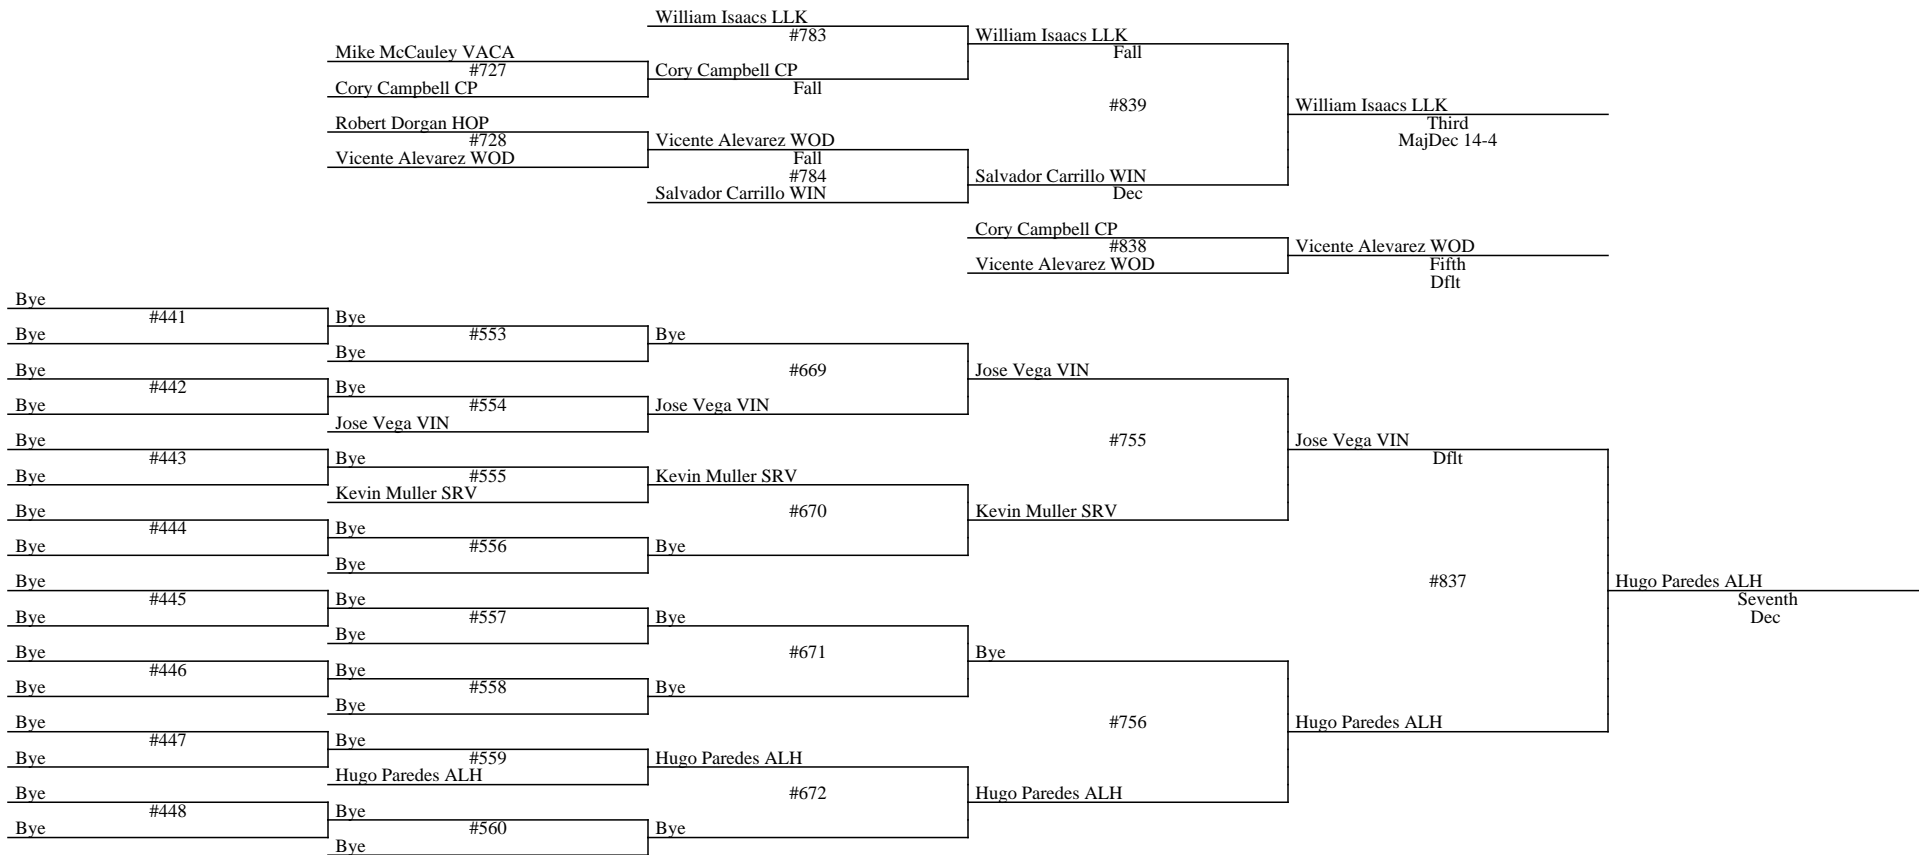 William Isaacs LLK
#783
William Isaacs LLK
Fall
Mike McCauley VACA
#727
Cory Campbell CP
Cory Campbell CP
Fall
#839
William Isaacs LLK
Third
MajDec 14-4
Robert Dorgan HOP
#728
Vicente Alevarez WOD
Vicente Alevarez WOD
Fall
#784
Salvador Carrillo WIN
Salvador Carrillo WIN
Dec
Cory Campbell CP
#838
Vicente Alevarez WOD
Vicente Alevarez WOD
Fifth
Dflt
Bye
#441
Bye
Bye
#553
Bye
Bye
Bye
#442
Bye
Bye
#554
Jose Vega VIN
#669
Jose Vega VIN
Jose Vega VIN
Bye
#443
Bye
Bye
#555
Kevin Muller SRV
Kevin Muller SRV
#755
Jose Vega VIN
Dflt
Bye
#444
Bye
Bye
#556
Bye
#670
Bye
Kevin Muller SRV
Bye
#445
Bye
Bye
#557
Bye
Bye
#837
Hugo Paredes ALH
Seventh
Dec
Bye
#446
Bye
Bye
#558
Bye
#671
Bye
Bye
Bye
#447
Bye
Bye
#559
Hugo Paredes ALH
Hugo Paredes ALH
#756
Hugo Paredes ALH
Bye
#448
Bye
Bye
#560
Bye
#672
Bye
Hugo Paredes ALH